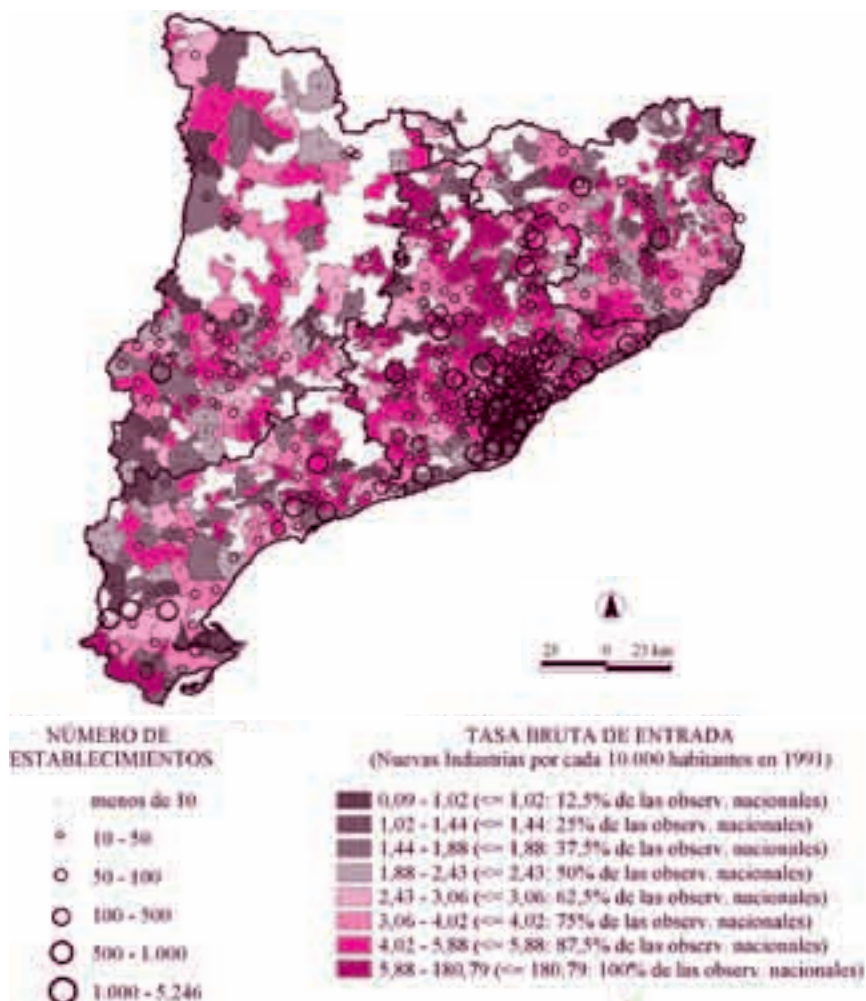 23 0 23 km
NÚMERO DE
ESTABLECIMIENTOS
menos de 10
10 - 50
50 - 100
100 - 500
500 - 1.000
1.000 - 5.246
TASA BRUTA DE ENTRADA
(Nuevas Industrias por cada 10.000 habitantes en 1991)
0,09 - 1,02 (<= 1,02: 12,5% de las observ. nacionales)
1,02 - 1,44 (<= 1,44: 25% de las observ. nacionales)
1,44 - 1,88 (<= 1,88: 37,5% de las observ. nacionales)
1,88 - 2,43 (<= 2,43: 50% de las observ. nacionales)
2,43 - 3,06 (<= 3,06: 62,5% de las observ. nacionales)
3,06 - 4,02 (<= 4,02: 75% de las observ. nacionales)
4,02 - 5,88 (<= 5,88: 87,5% de las observ. nacionales)
5,88 - 180,79 (<= 180,79: 100% de las observ. nacionales)